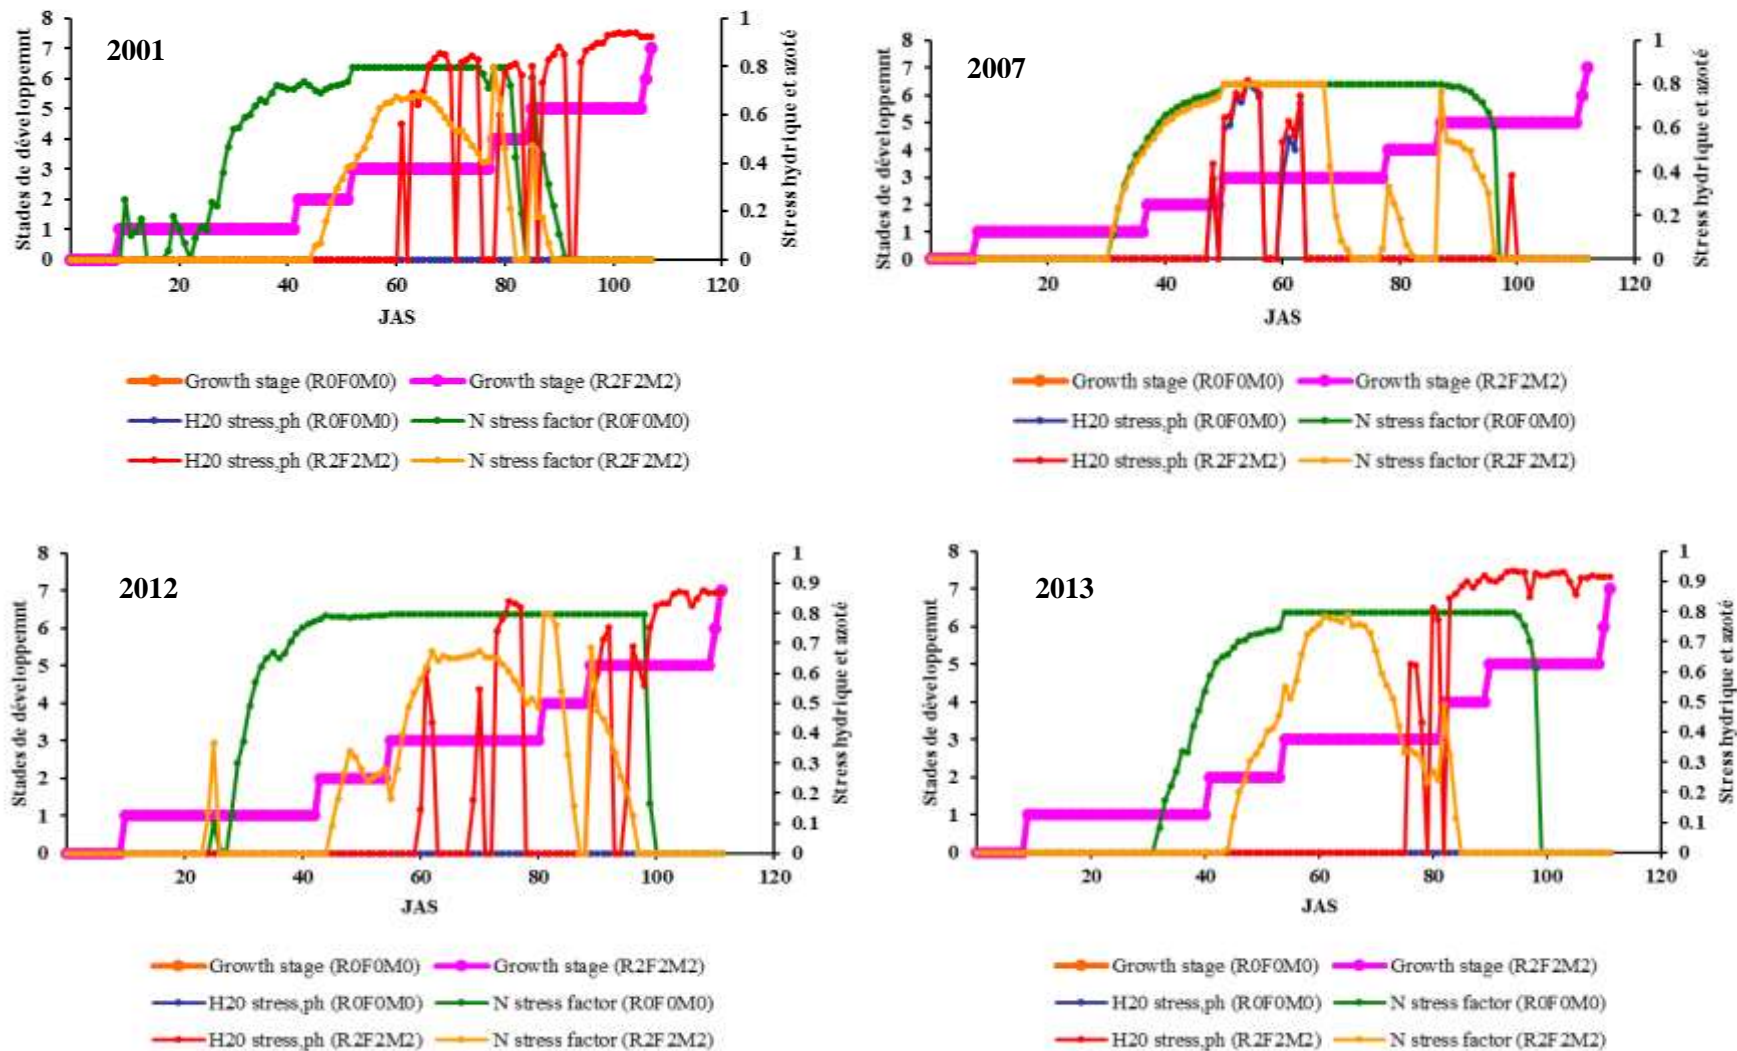 2001
Stades de développemnt
8
7
6
5
4
3
2
1
0
1
0.8
0.6
0.4
0.2
0
Stress hydrique et azoté
20 40 60 80 100 120
JAS
Growth stage (R0F0M0) Growth stage (R2F2M2)
H20 stress,ph (R0F0M0) N stress factor (R0F0M0)
H20 stress,ph (R2F2M2) N stress factor (R2F2M2)
2007
Stades de développemnt
8
7
6
5
4
3
2
1
0
1
0.8
0.6
0.4
0.2
0
Stress hydrique et azoté
20 40 60 80 100 120
JAS
Growth stage (R0F0M0) Growth stage (R2F2M2)
H20 stress,ph (R0F0M0) N stress factor (R0F0M0)
H20 stress,ph (R2F2M2) N stress factor (R2F2M2)
2012
Stades de développemnt
8
7
6
5
4
3
2
1
0
1
0.9
0.8
0.7
0.6
0.5
0.4
0.3
0.2
0.1
0
Stress hydrique et azoté
20 40 60 80 100 120
JAS
Growth stage (R0F0M0) Growth stage (R2F2M2)
H20 stress,ph (R0F0M0) N stress factor (R0F0M0)
H20 stress,ph (R2F2M2) N stress factor (R2F2M2)
2013
Stades de développemnt
8
7
6
5
4
3
2
1
0
1
0.9
0.8
0.7
0.6
0.5
0.4
0.3
0.2
0.1
0
Stress hydrique et azoté
20 40 60 80 100 120
JAS
Growth stage (R0F0M0) Growth stage (R2F2M2)
H20 stress,ph (R0F0M0) N stress factor (R0F0M0)
H20 stress,ph (R2F2M2) N stress factor (R2F2M2)